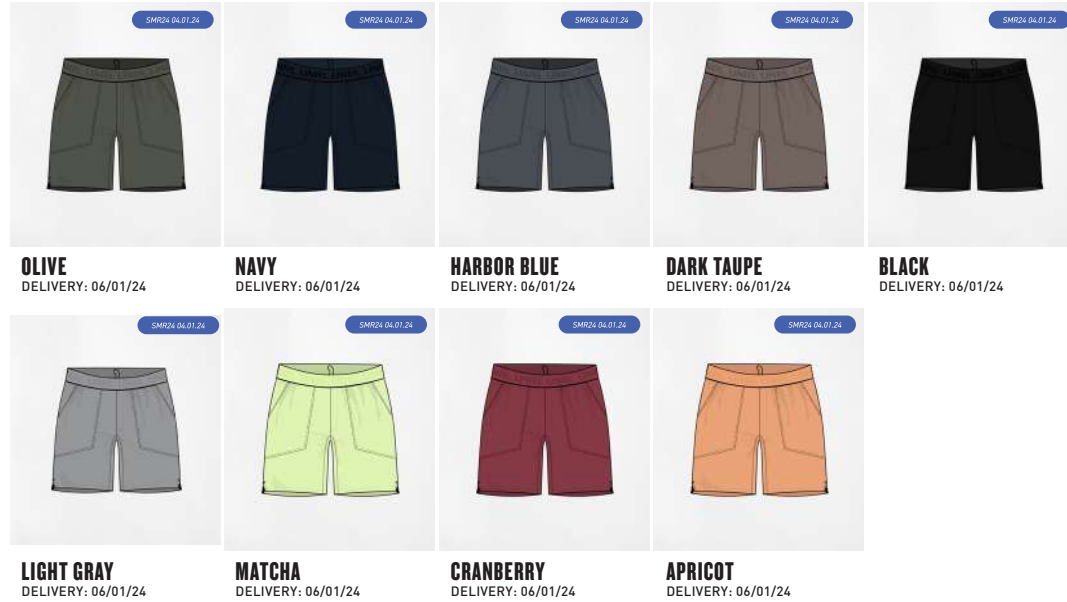 SMR24 04.01.24
SMR24 04.01.24
SMR24 04.01.24
SMR24 04.01.24
SMR24 04.01.24
OLIVE
DELIVERY: 06/01/24
NAVY
DELIVERY: 06/01/24
HARBOR BLUE
DELIVERY: 06/01/24
DARK TAUPE
DELIVERY: 06/01/24
BLACK
DELIVERY: 06/01/24
SMR24 04.01.24
SMR24 04.01.24
SMR24 04.01.24
SMR24 04.01.24
LIGHT GRAY
DELIVERY: 06/01/24
MATCHA
DELIVERY: 06/01/24
CRANBERRY
DELIVERY: 06/01/24
APRICOT
DELIVERY: 06/01/24